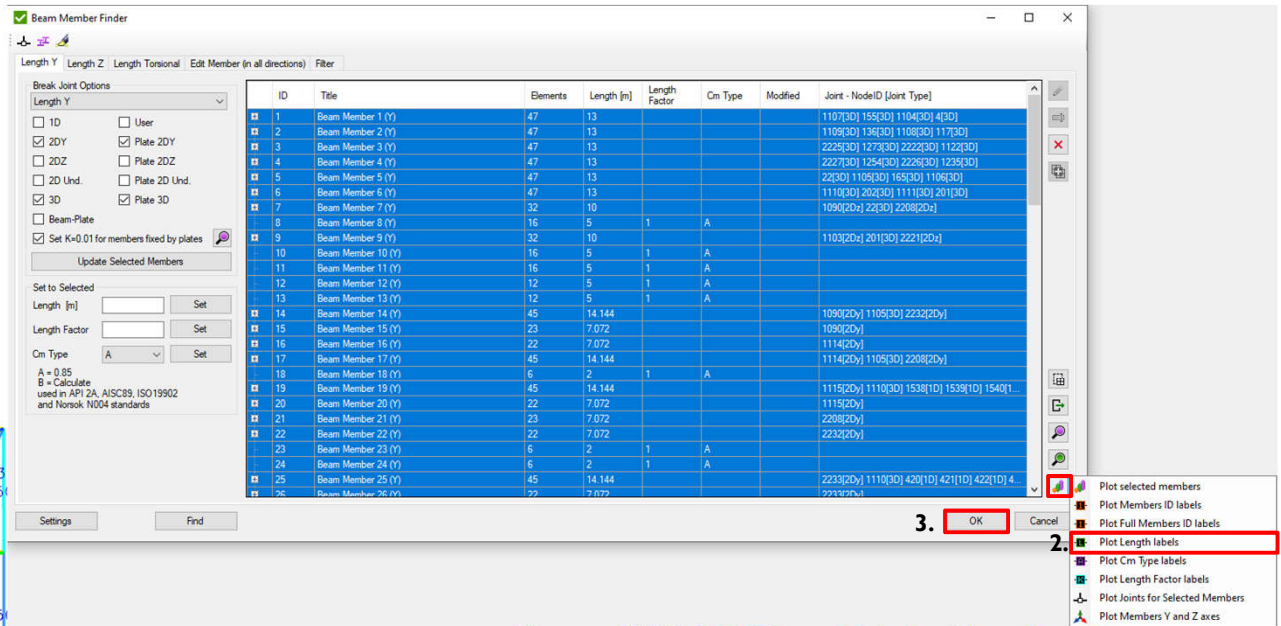 Beam Member Finder
Length Y Length Z Length Torsional Edit Member (in all directions) Filter
Break Joint Options
Length Y
1D User
2DY Plate 2DY
2DZ Plate 2DZ
2D Und. Plate 2D Und.
3D Plate 3D
Beam-Plate
Set K=0.01 for members fixed by plates
Update Selected Members
Set to Selected
Length [m] Set
Length Factor Set
Cm Type A Set
A = 0.85
B = Calculate
used in API 2A, AISC89, ISO19902
and Norsok N004 standards
ID Title Elements Length [m] Length Factor Cm Type Modified Joint - NodeID [Joint Type]
1 Beam Member 1 (Y) 47 13 1107[3D] 155[3D] 1104[3D] 4[3D]
2 Beam Member 2 (Y) 47 13 1109[3D] 136[3D] 1108[3D] 117[3D]
3 Beam Member 3 (Y) 47 13 2225[3D] 1273[3D] 2222[3D] 1122[3D]
4 Beam Member 4 (Y) 47 13 2227[3D] 1254[3D] 2226[3D] 1235[3D]
5 Beam Member 5 (Y) 47 13 22[3D] 1105[3D] 165[3D] 1106[3D]
6 Beam Member 6 (Y) 47 13 1110[3D] 202[3D] 1111[3D] 201[3D]
7 Beam Member 7 (Y) 32 10 1090[2Dz] 22[3D] 2208[2Dz]
8 Beam Member 8 (Y) 16 5 1 A
9 Beam Member 9 (Y) 32 10 1103[2Dz] 201[3D] 2221[2Dz]
10 Beam Member 10 (Y) 16 5 1 A
11 Beam Member 11 (Y) 16 5 1 A
12 Beam Member 12 (Y) 12 5 1 A
13 Beam Member 13 (Y) 12 5 1 A
14 Beam Member 14 (Y) 45 14.144 1090[2Dy] 1105[3D] 2232[2Dy]
15 Beam Member 15 (Y) 23 7.072 1090[2Dy]
16 Beam Member 16 (Y) 22 7.072 1114[2Dy]
17 Beam Member 17 (Y) 45 14.144 1114[2Dy] 1105[3D] 2208[2Dy]
18 Beam Member 18 (Y) 6 2 1 A
19 Beam Member 19 (Y) 45 14.144 1115[2Dy] 1110[3D] 1538[1D] 1539[1D] 1540[1...
20 Beam Member 20 (Y) 22 7.072 1115[2Dy]
21 Beam Member 21 (Y) 23 7.072 2208[2Dy]
22 Beam Member 22 (Y) 22 7.072 2232[2Dy]
23 Beam Member 23 (Y) 6 2 1 A
24 Beam Member 24 (Y) 6 2 1 A
25 Beam Member 25 (Y) 45 14.144 2233[2Dy] 1110[3D] 420[1D] 421[1D] 422[1D] 4...
26 Beam Member 26 (Y) 22 7.072 2233[2Dy]
Settings Find 3. OK Cancel
Plot selected members
Plot Members ID labels
Plot Full Members ID labels
2. Plot Length labels
Plot Cm Type labels
Plot Length Factor labels
Plot Joints for Selected Members
Plot Members Y and Z axes